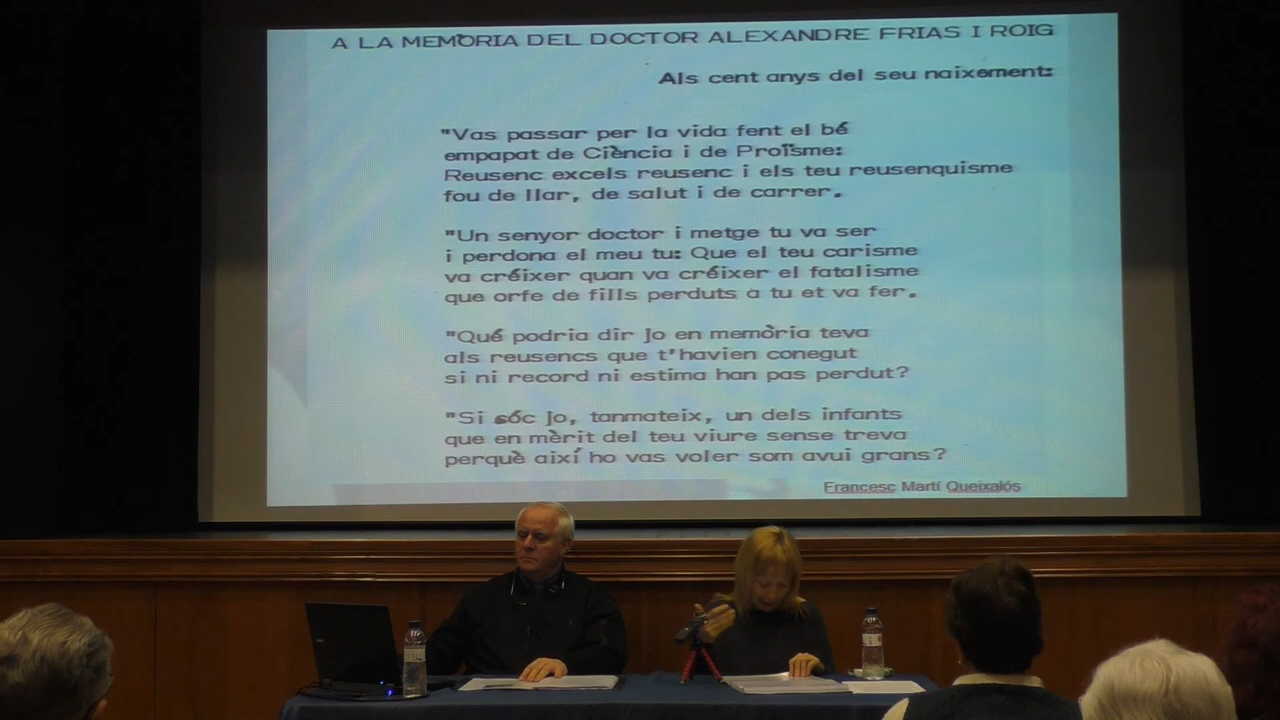 A LA MEMÒRIA DEL DOCTOR ALEXANDRE FRIAS I ROIG
Als cent anys del seu naixement:
"Vas passar per la vida fent el bé
empapat de Ciència i de Proïsme:
Reusenc excels reusenc i els teu reusenquisme
fou de llar, de salut i de carrer.
"Un senyor doctor i metge tu va ser
i perdona el meu tu: Que el teu carisme
va créixer quan va créixer el fatalisme
que orfe de fills perduts a tu et va fer.
"Qué podria dir jo en memòria teva
als reusencs que t'havien conegut
si ni record ni estima han pas perdut?
"Si sóc jo, tanmateix, un dels infants
que en mèrit del teu viure sense treva
perquè així ho vas voler som avui grans?
Francesc Martí Queixalós